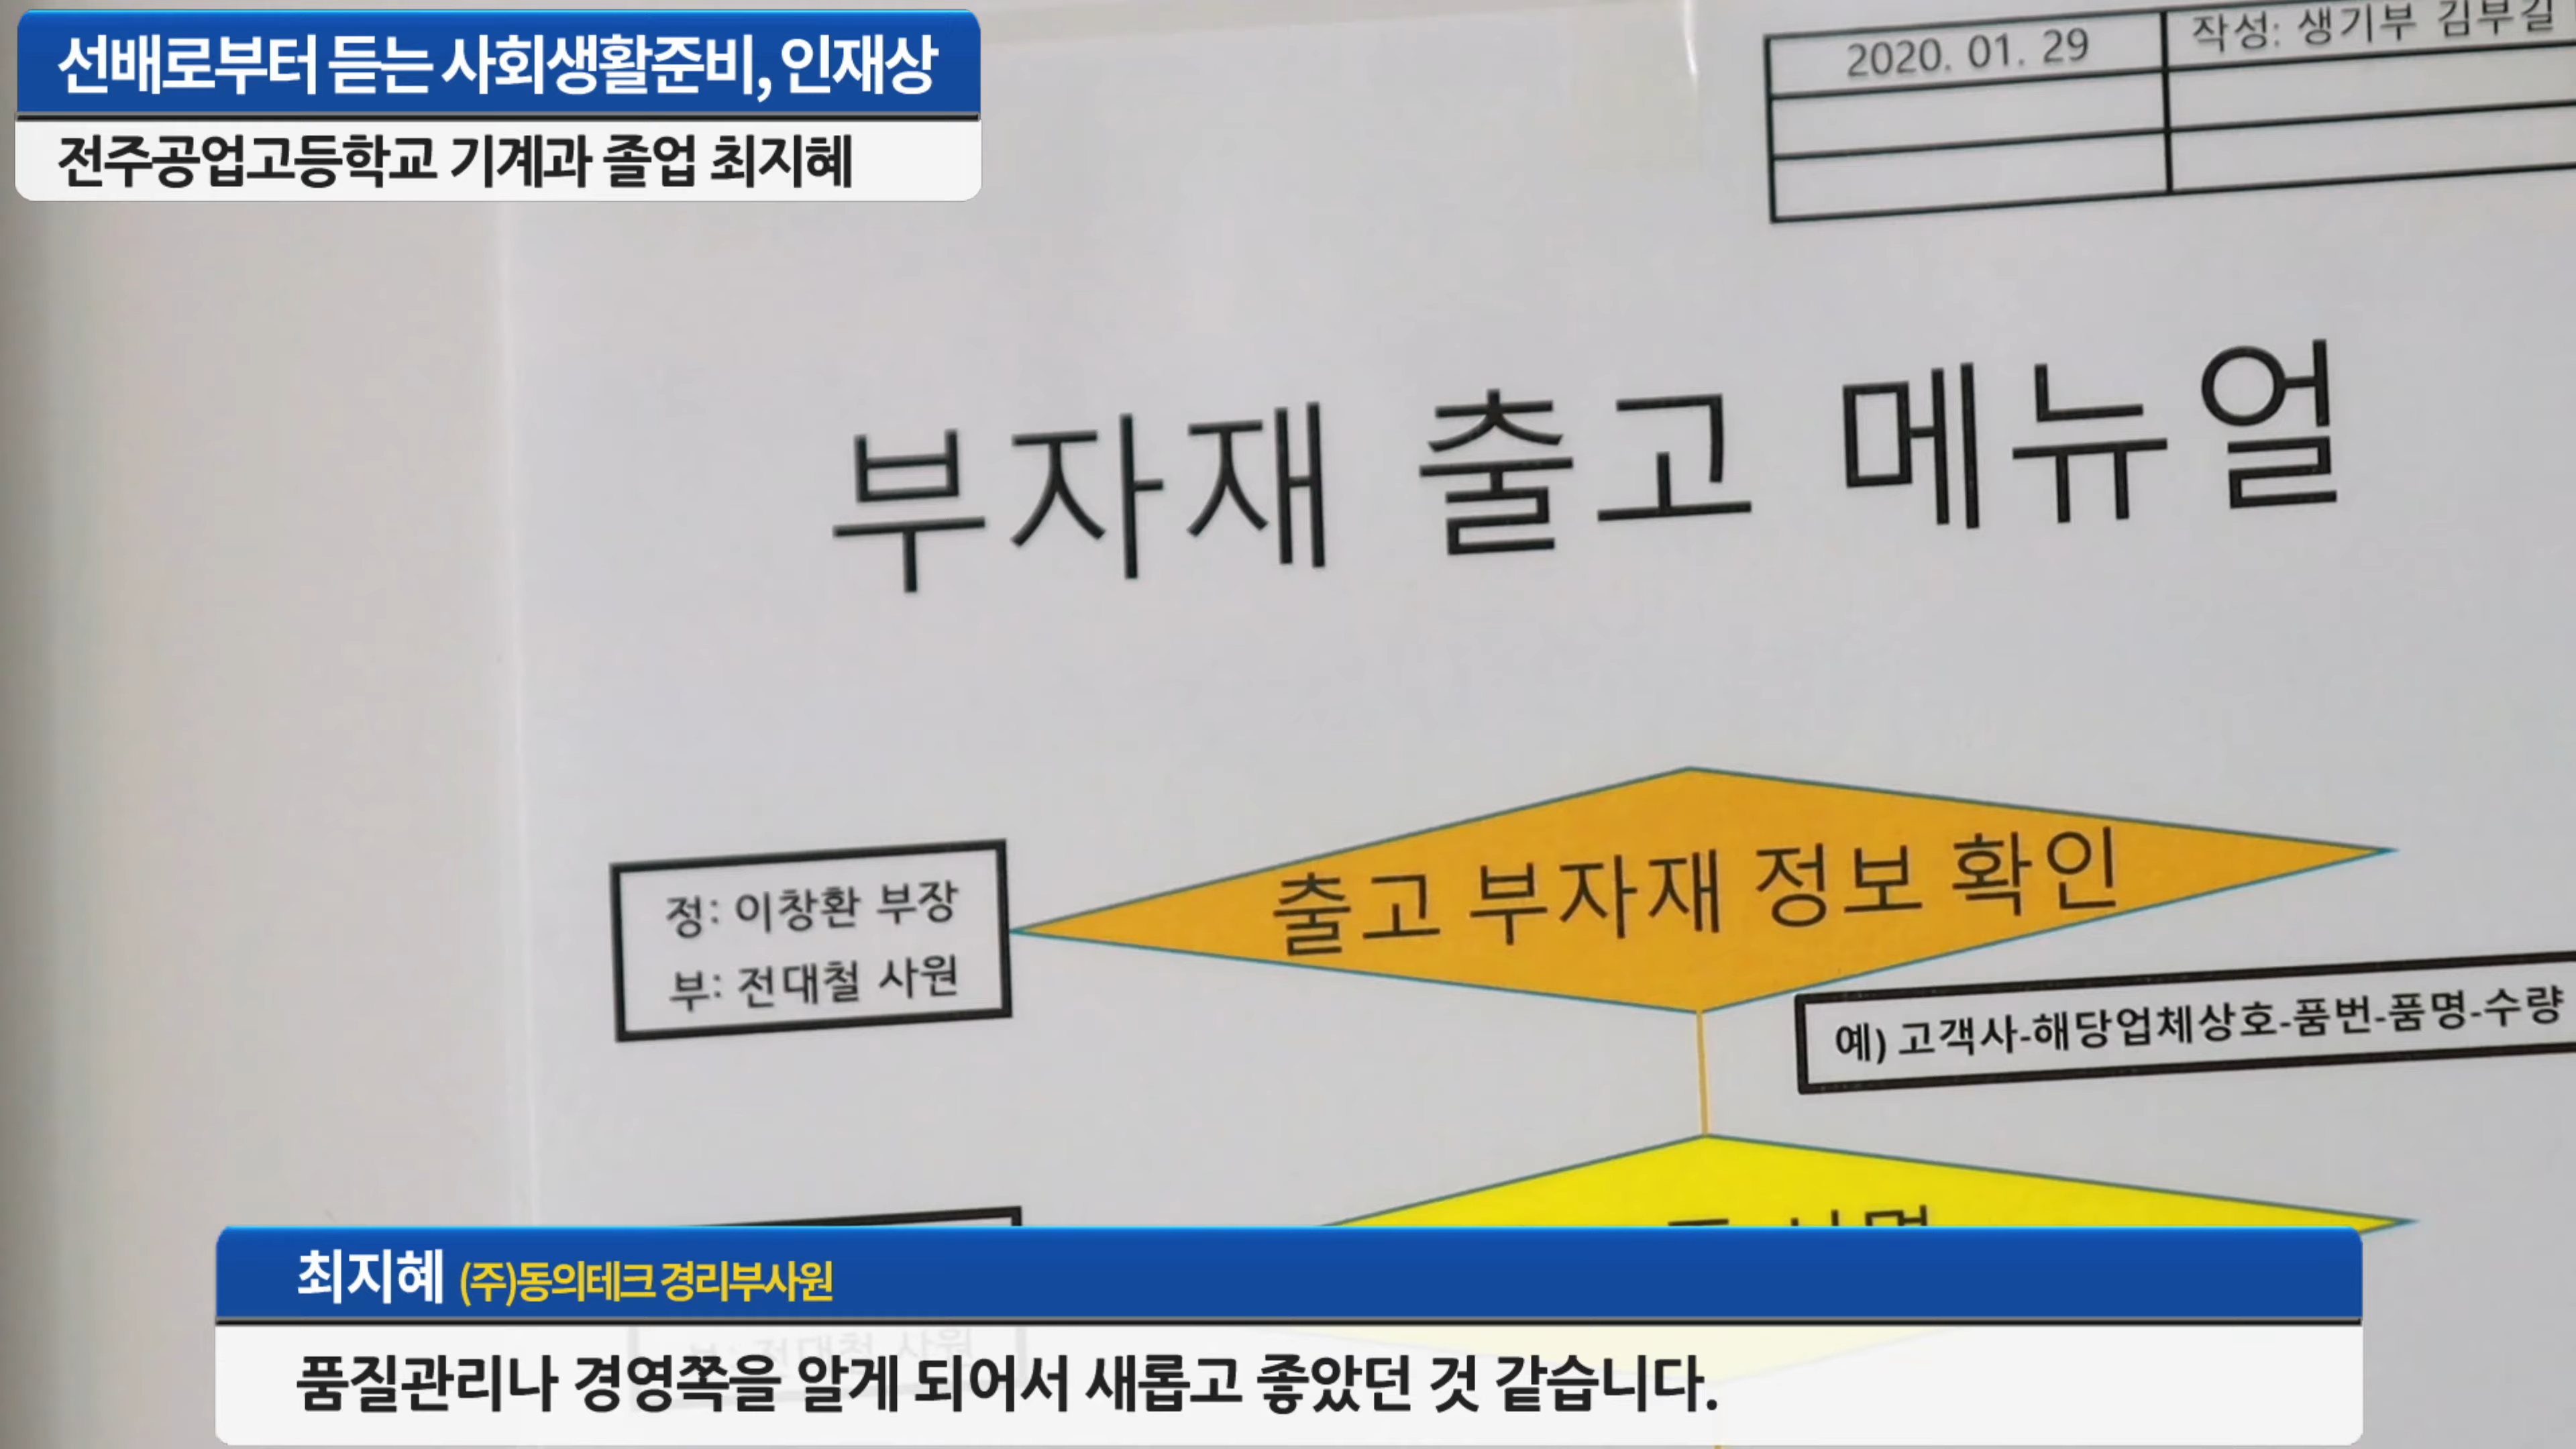 선배로부터 듣는 사회생활준비, 인재상
전주공업고등학교 기계과 졸업 최지혜
2020. 01. 29
작성: 생기부 김부길
부자재 출고 메뉴얼
출고 부자재 정보 확인
정: 이창환 부장
부: 전대철 사원
예) 고객사-해당업체상호-품번-품명-수량
최지혜 (주)동의테크 경리부사원
부: 전대철 사원
품질관리나 경영쪽을 알게 되어서 새롭고 좋았던 것 같습니다.